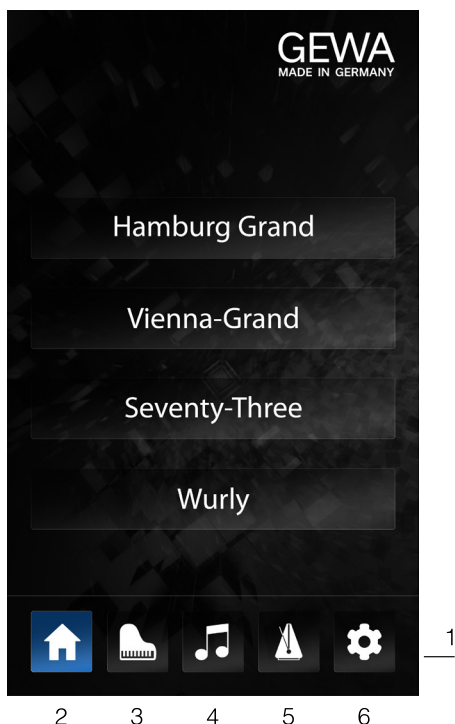 GEWA
MADE IN GERMANY
Hamburg Grand
Vienna-Grand
Seventy-Three
Wurly
1
2 3 4 5 6